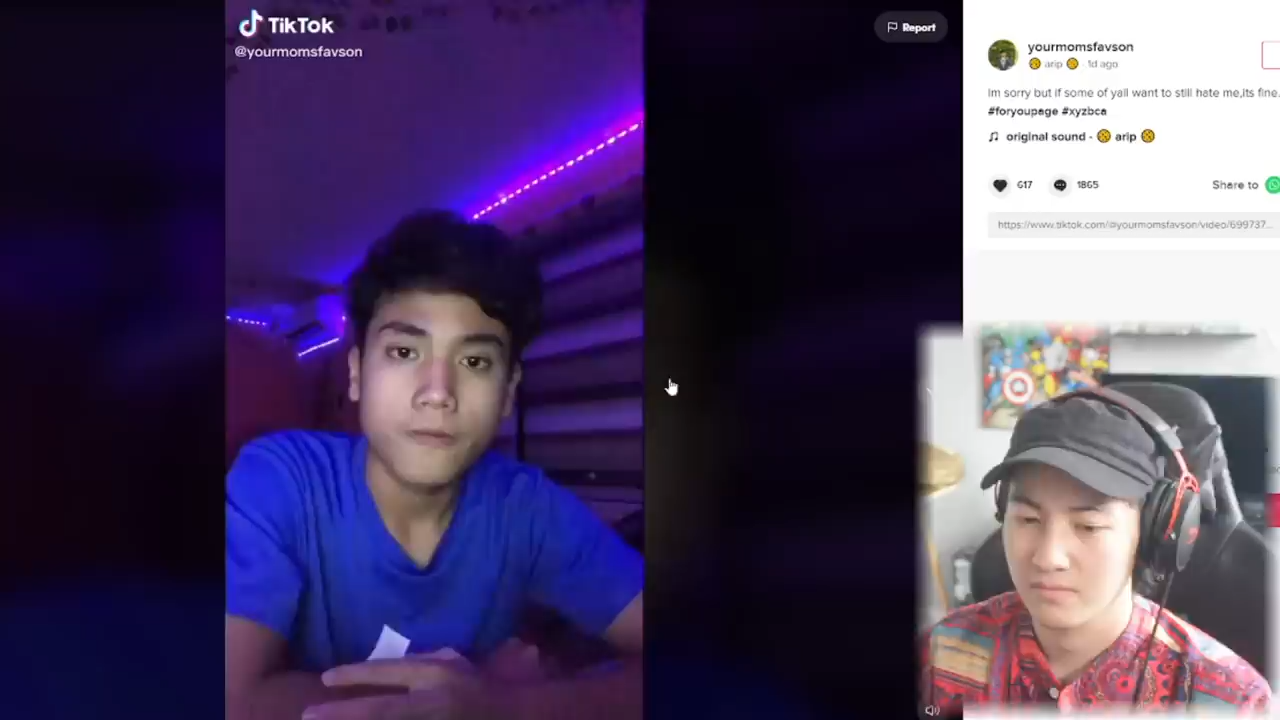 TikTok
@yourmomsfavson
Report
yourmomsfavson
arip · 1d ago
Im sorry but if some of yall want to still hate me,its fine.
#foryoupage #xyzbca
original sound - arip
617 1865
Share to
https://www.tiktok.com/@yourmomsfavson/video/699737...